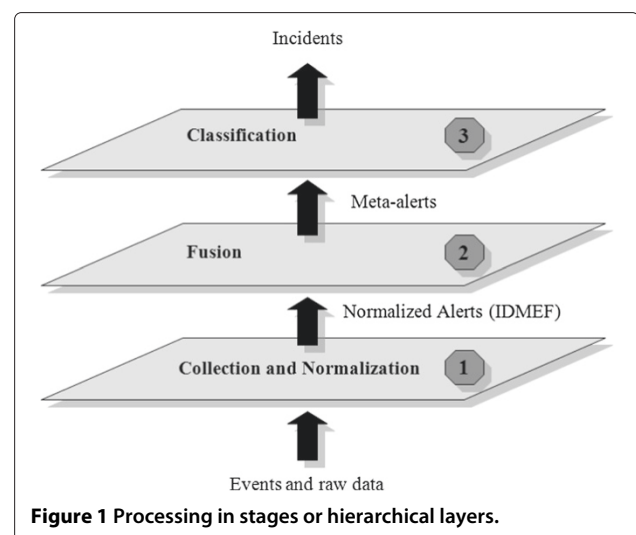 Incidents
Classification 3
Meta-alerts
Fusion 2
Normalized Alerts (IDMEF)
Collection and Normalization 1
Events and raw data
Figure 1 Processing in stages or hierarchical layers.